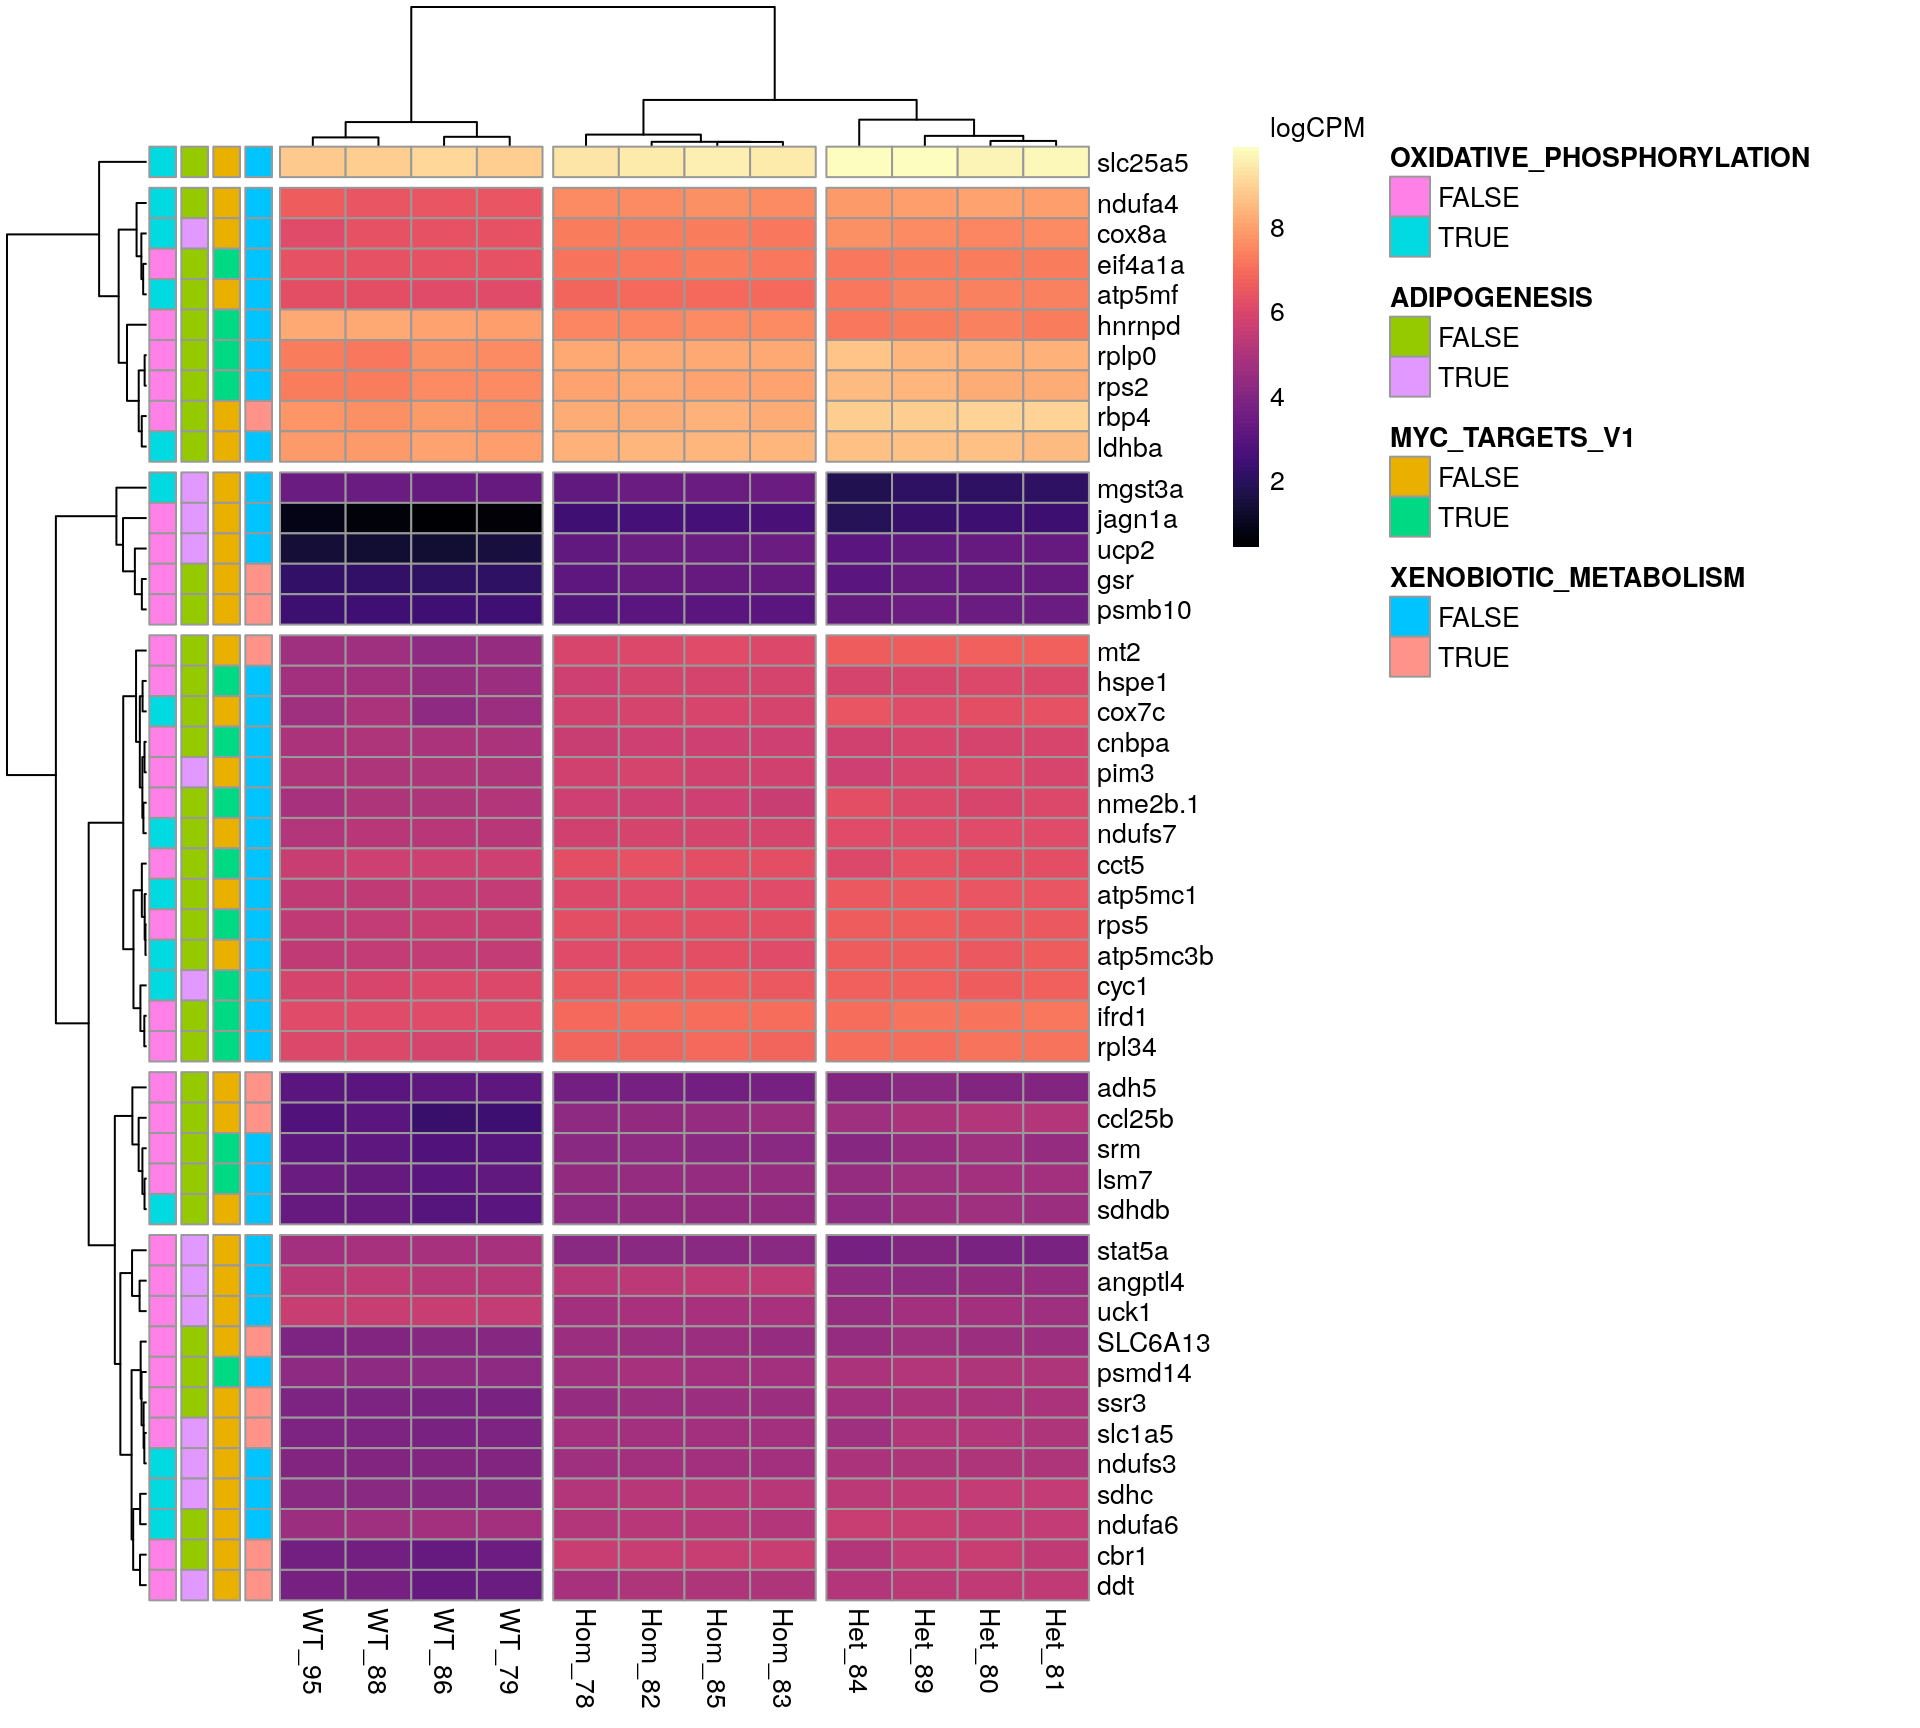 logCPM
8
6
4
2
OXIDATIVE_PHOSPHORYLATION
FALSE
TRUE
ADIPOGENESIS
FALSE
TRUE
MYC_TARGETS_V1
FALSE
TRUE
XENOBIOTIC_METABOLISM
FALSE
TRUE
slc25a5
ndufa4
cox8a
eif4a1a
atp5mf
hnrnpd
rplp0
rps2
rbp4
ldhba
mgst3a
jagn1a
ucp2
gsr
psmb10
mt2
hspe1
cox7c
cnbpa
pim3
nme2b.1
ndufs7
cct5
atp5mc1
rps5
atp5mc3b
cyc1
ifrd1
rpl34
adh5
ccl25b
srm
lsm7
sdhdb
stat5a
angptl4
uck1
SLC6A13
psmd14
ssr3
slc1a5
ndufs3
sdhc
ndufa6
cbr1
ddt
WT_95
WT_88
WT_86
WT_79
Hom_78
Hom_82
Hom_85
Hom_83
Het_84
Het_89
Het_80
Het_81